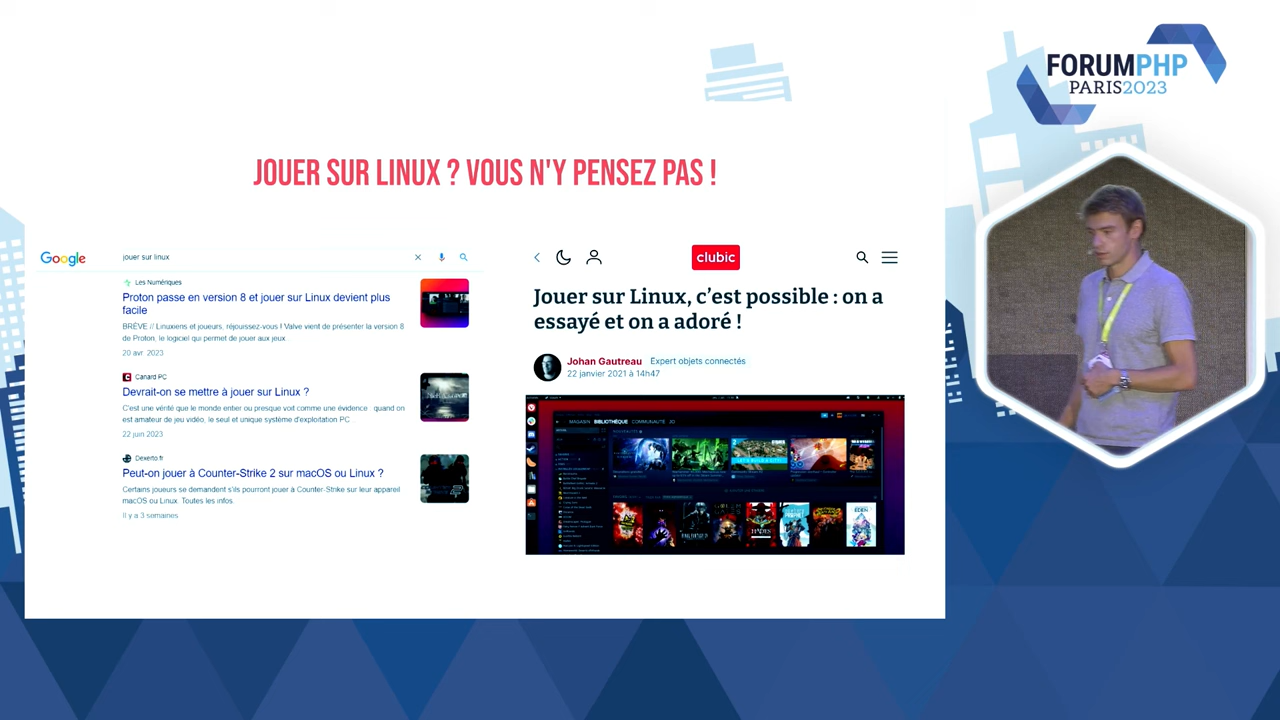 FORUMPHP
PARIS2023
JOUER SUR LINUX ? VOUS N'Y PENSEZ PAS !
Google
jouer sur linux
Les Numériques
Proton passe en version 8 et jouer sur Linux devient plus
facile
BRÈVE // Linuxiens et joueurs, réjouissez-vous ! Valve vient de présenter la version 8
de Proton, le logiciel qui permet de jouer aux jeux
20 avr. 2023
Canard PC
Devrait-on se mettre à jouer sur Linux ?
C'est une vérité que le monde entier ou presque voit comme une évidence : quand on
est amateur de jeu vidéo, le seul et unique système d'exploitation PC...
22 juin 2023
Dexerto.fr
Peut-on jouer à Counter-Strike 2 sur macOS ou Linux ?
Certains joueurs se demandent s'ils pourront jouer à Counter-Strike sur leur appareil
macOS ou Linux. Toutes les infos.
Il y a 3 semaines
clubic
Jouer sur Linux, c'est possible : on a
essayé et on a adoré !
Johan Gautreau Expert objets connectés
22 janvier 2021 à 14h47
MAGASIN BIBLIOTHÈQUE COMMUNAUTÉ
HADES
EDEN